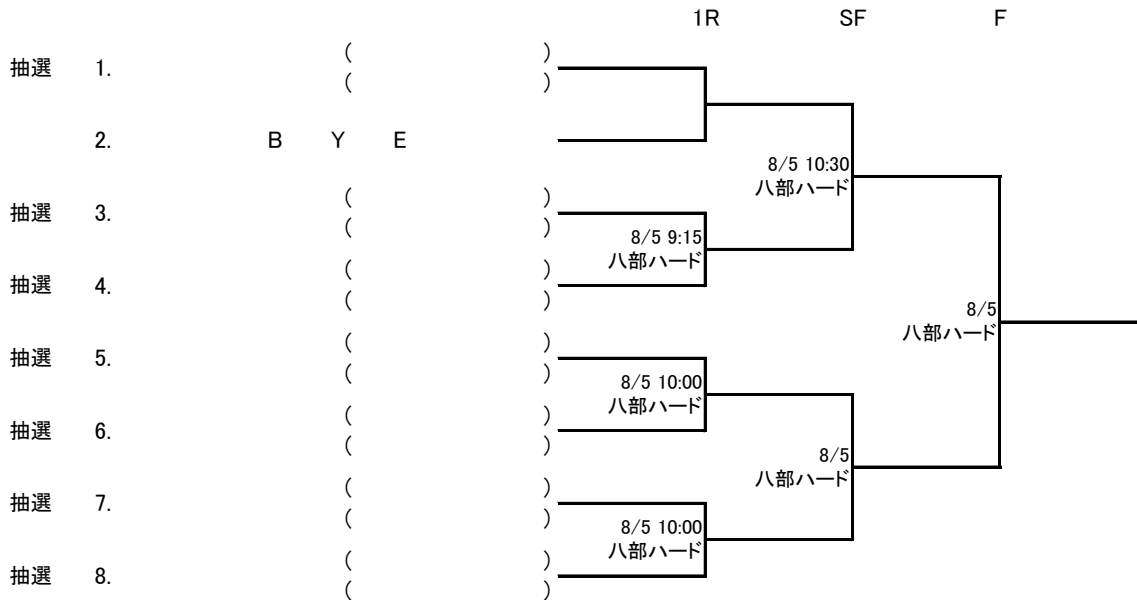 1R SF F
抽選 1. ( )
( )
2. B Y E
8/5 10:30
八部ハード
抽選 3. ( )
( )
8/5 9:15
八部ハード
抽選 4. ( )
( )
8/5
八部ハード
抽選 5. ( )
( )
8/5 10:00
八部ハード
抽選 6. ( )
( )
8/5
八部ハード
抽選 7. ( )
( )
8/5 10:00
八部ハード
抽選 8. ( )
( )